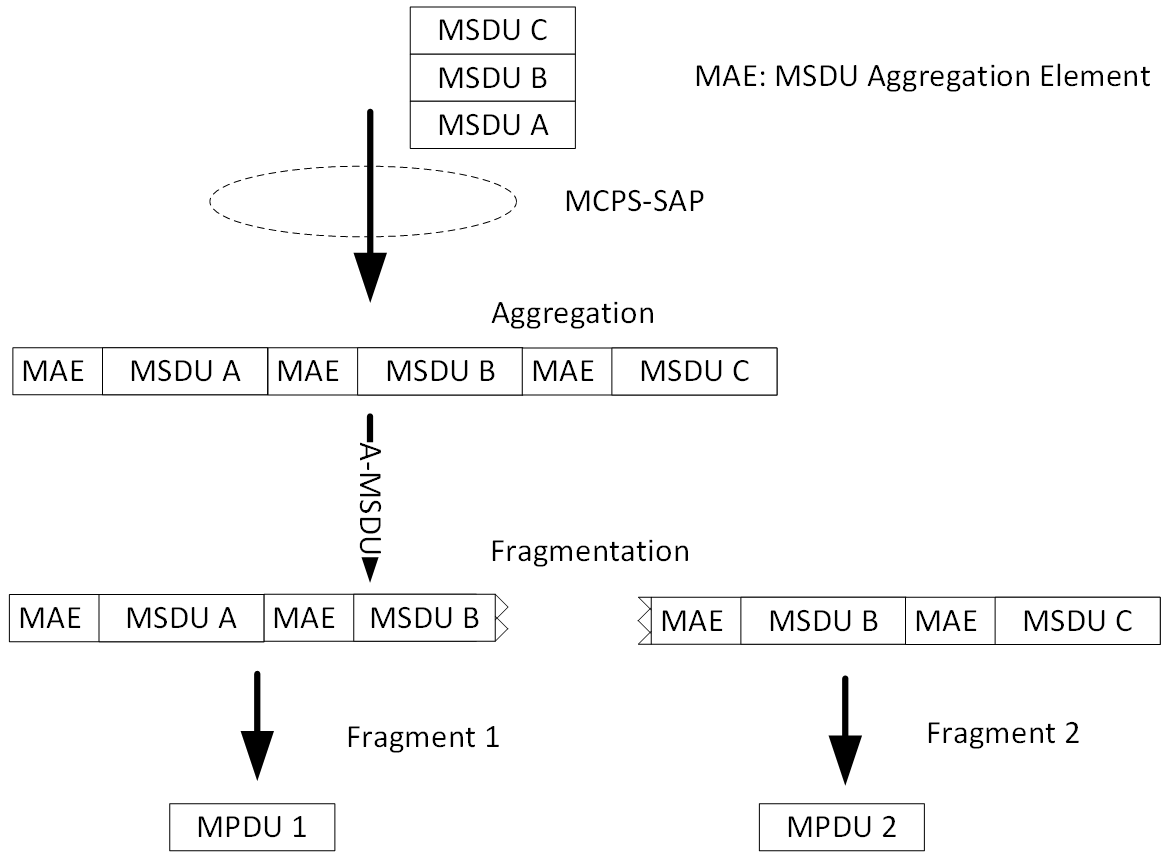 MSDU C
MSDU B
MAE: MSDU Aggregation Element
MSDU A
MCPS-SAP
Aggregation
MAE MSDU A MAE MSDU B MAE MSDU C
A-MSDU
Fragmentation
MAE MSDU A MAE MSDU B MAE MSDU B MAE MSDU C
Fragment 1 Fragment 2
MPDU 1 MPDU 2